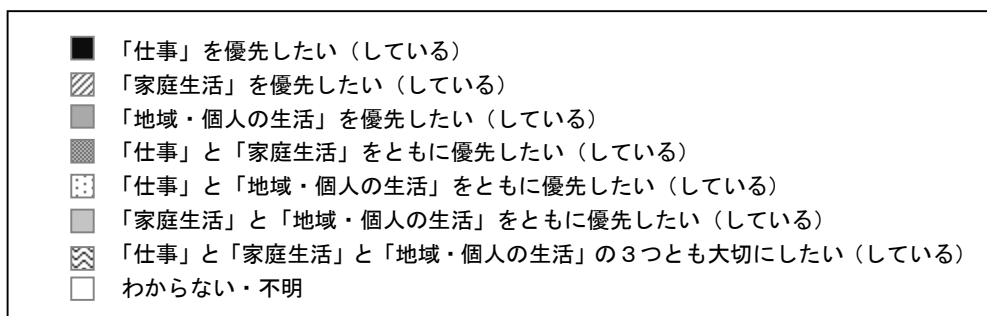 「仕事」を優先したい（している）
「家庭生活」を優先したい（している）
「地域・個人の生活」を優先したい（している）
「仕事」と「家庭生活」をともに優先したい（している）
「仕事」と「地域・個人の生活」をともに優先したい（している）
「家庭生活」と「地域・個人の生活」をともに優先したい（している）
「仕事」と「家庭生活」と「地域・個人の生活」の３つとも大切にしたい（している）
わからない・不明